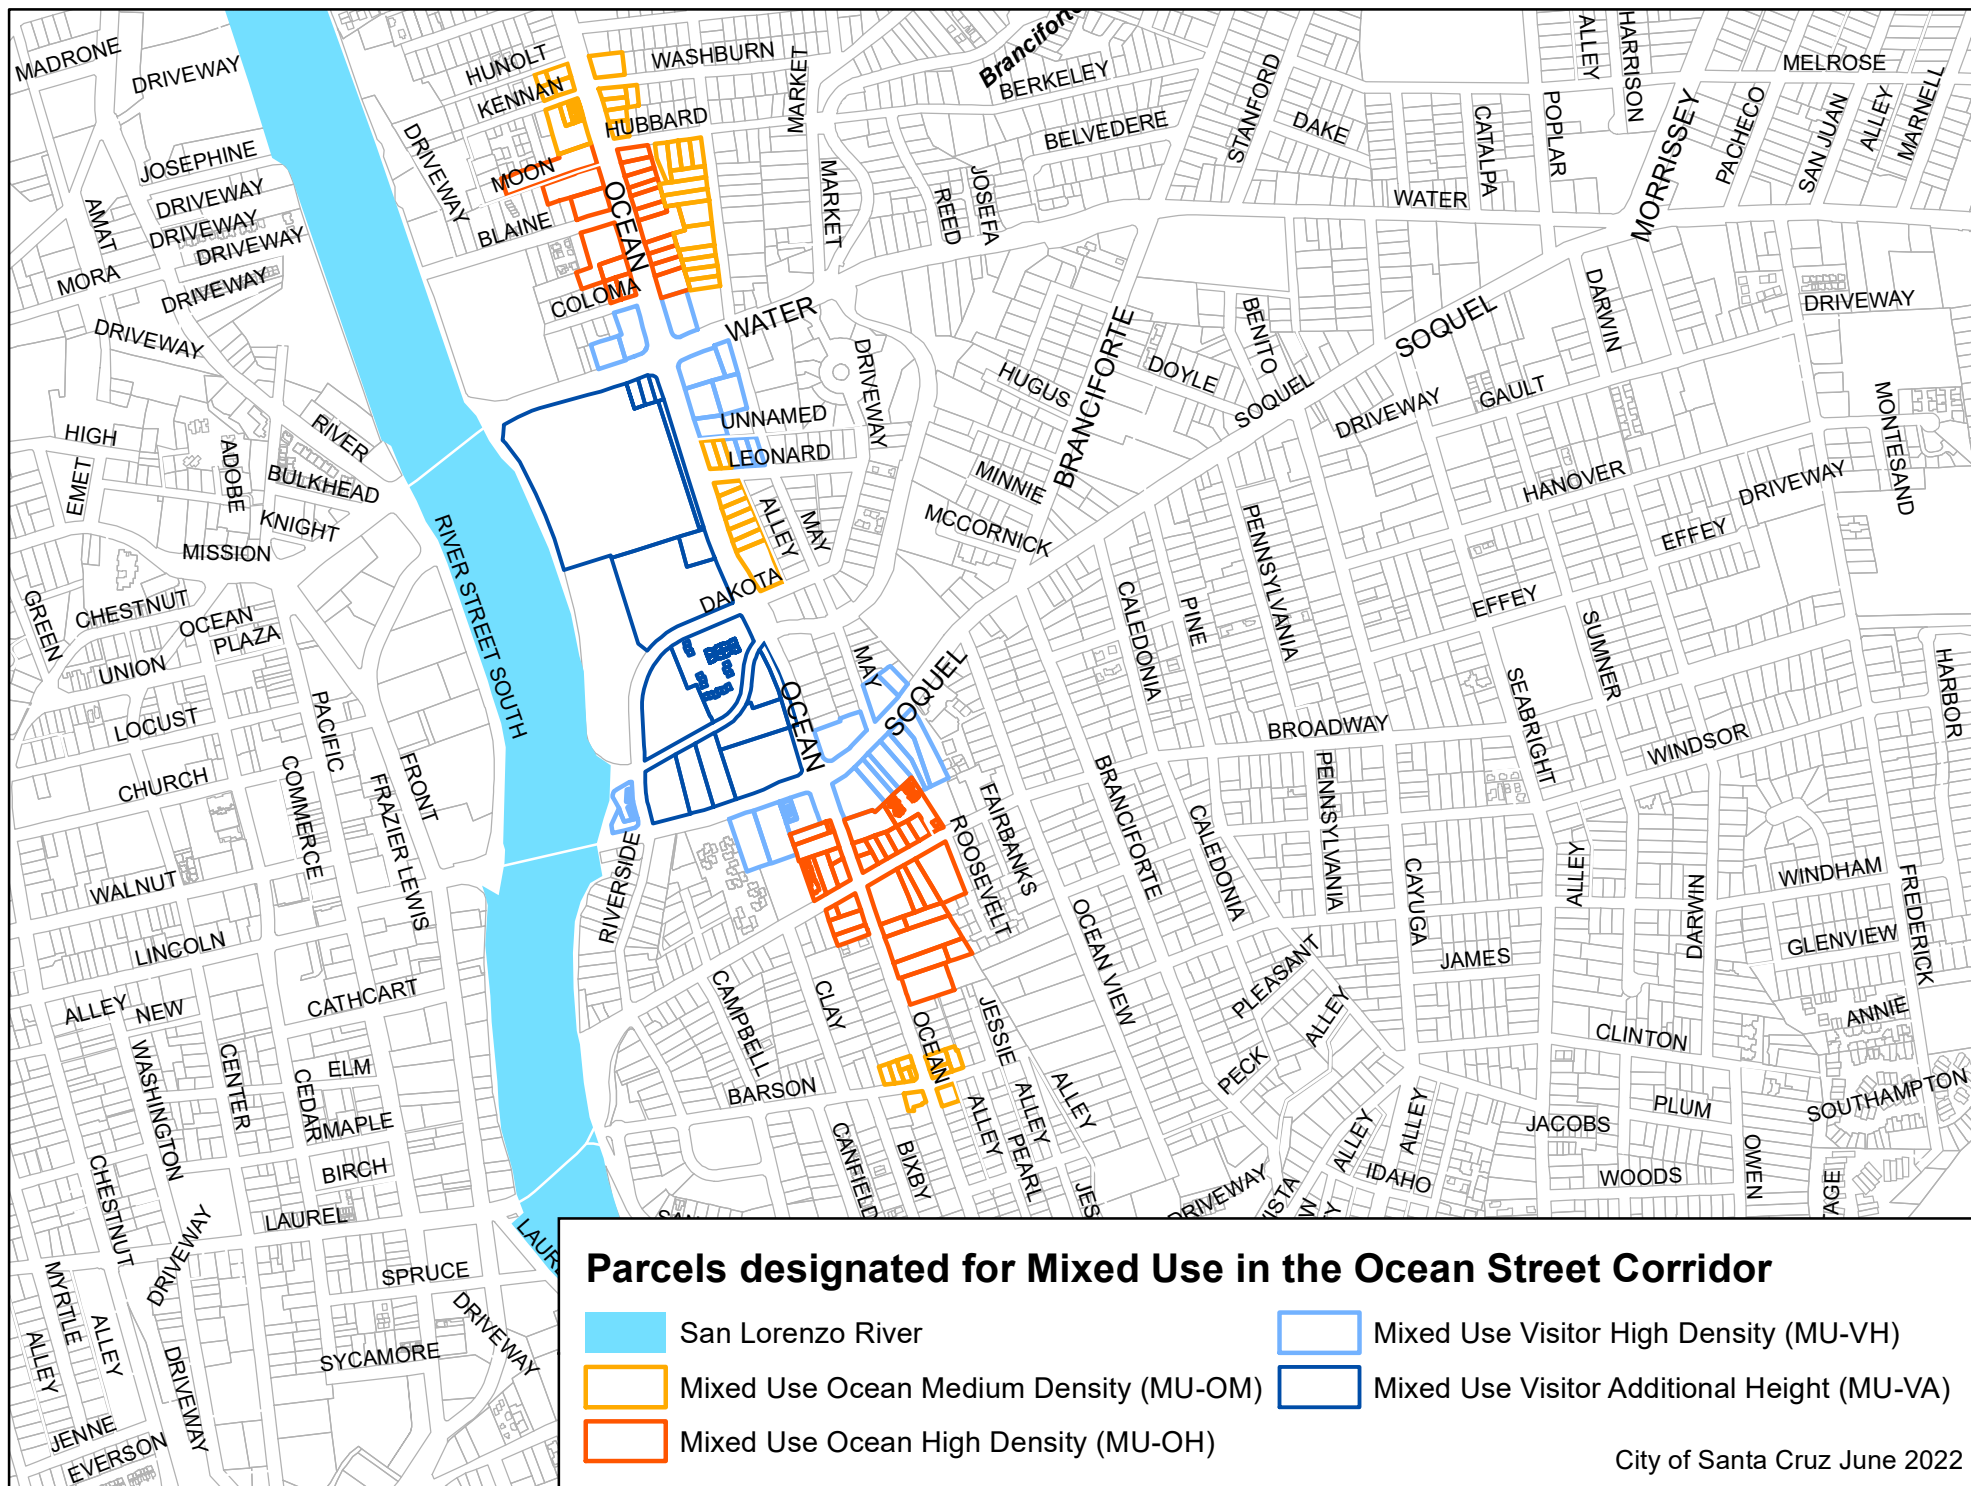 MADRONE
DRIVEWAY
HUNOLT
WASHBURN
MARKET
Branciforte
BERKELEY
STANFORD
ALLEY
HARRISON
MELROSE
KENNAN
HUBBARD
BELVEDERE
DAKE
CATALPA
POPLAR
MORRISSEY
PACHECO
SAN JUAN
ALLEY
MARNELL
JOSEPHINE
DRIVEWAY
MOON
OCEAN
MARKET
REED
JOSEFA
WATER
DRIVEWAY
DRIVEWAY
DRIVEWAY
DRIVEWAY
AMAT
MORA
BLAINE
COLOMA
WATER
DRIVEWAY
DRIVEWAY
BRANCIFORTE
BENITO
SOQUEL
DARWIN
DRIVEWAY
HUGUS
DOYLE
SOQUEL
DRIVEWAY
GAULT
MONTESAND
HIGH
EMET
ADOBE
RIVER
BULKHEAD
KNIGHT
MISSION
UNNAMED
LEONARD
ALLEY
MAY
MINNIE
MCCORNICK
PENNSYLVANIA
HANOVER
DRIVEWAY
EFFEY
EFFEY
RIVER STREET SOUTH
DAKOTA
GREEN
CHESTNUT
OCEAN
PLAZA
UNION
LOCUST
PACIFIC
CHURCH
COMMERCE
FRONT
FRAZIER LEWIS
MAY
SOQUEL
OCEAN
CALEDONIA
PINE
SUMNER
SEABRIGHT
HARBOR
BROADWAY
WINDSOR
WALNUT
LINCOLN
RIVERSIDE
FAIRBANKS
ROOSEVELT
BRANCIFORTE
CALEDONIA
PENNSYLVANIA
CAYUGA
ALLEY
DARWIN
WINDHAM
FREDERICK
GLENVIEW
ALLEY
NEW
CATHCART
CAMPBELL
CLAY
OCEAN
JESSIE
OCEAN VIEW
PLEASANT
ALLEY
JAMES
ANNIE
CLINTON
WASHINGTON
CENTER
CEDAR
ELM
MAPLE
BARSON
ALLEY
ALLEY
ALLEY
PECK
ALLEY
ALLEY
JACOBS
PLUM
SOUTHAMPTON
CHESTNUT
BIRCH
CANFIELD
BIXBY
PEARL
IDAHO
WOODS
OWEN
DRIVEWAY
LAUREL
DRIVEWAY
SPRUCE
DRIVEWAY
MYRTLE
ALLEY
ALLEY
DRIVEWAY
SYCAMORE
JENNE
EVERSON
Parcels designated for Mixed Use in the Ocean Street Corridor
San Lorenzo River
Mixed Use Ocean Medium Density (MU-OM)
Mixed Use Ocean High Density (MU-OH)
Mixed Use Visitor High Density (MU-VH)
Mixed Use Visitor Additional Height (MU-VA)
City of Santa Cruz June 2022